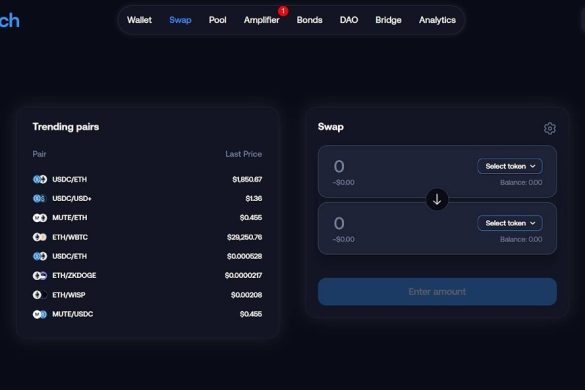 ch
Wallet Swap Pool Amplifier 1 Bonds DAO Bridge Analytics
Trending pairs
Pair Last Price
USDC/ETH $1,850.67
USDC/USD+ $1.36
MUTE/ETH $0.455
ETH/WBTC $29,250.76
USDC/ETH $0.000528
ETH/ZKDOGE $0.0000217
ETH/WISP $0.00208
MUTE/USDC $0.455
Swap
0 Select token
~$0.00 Balance: 0.00
0 Select token
~$0.00 Balance: 0.00
Enter amount